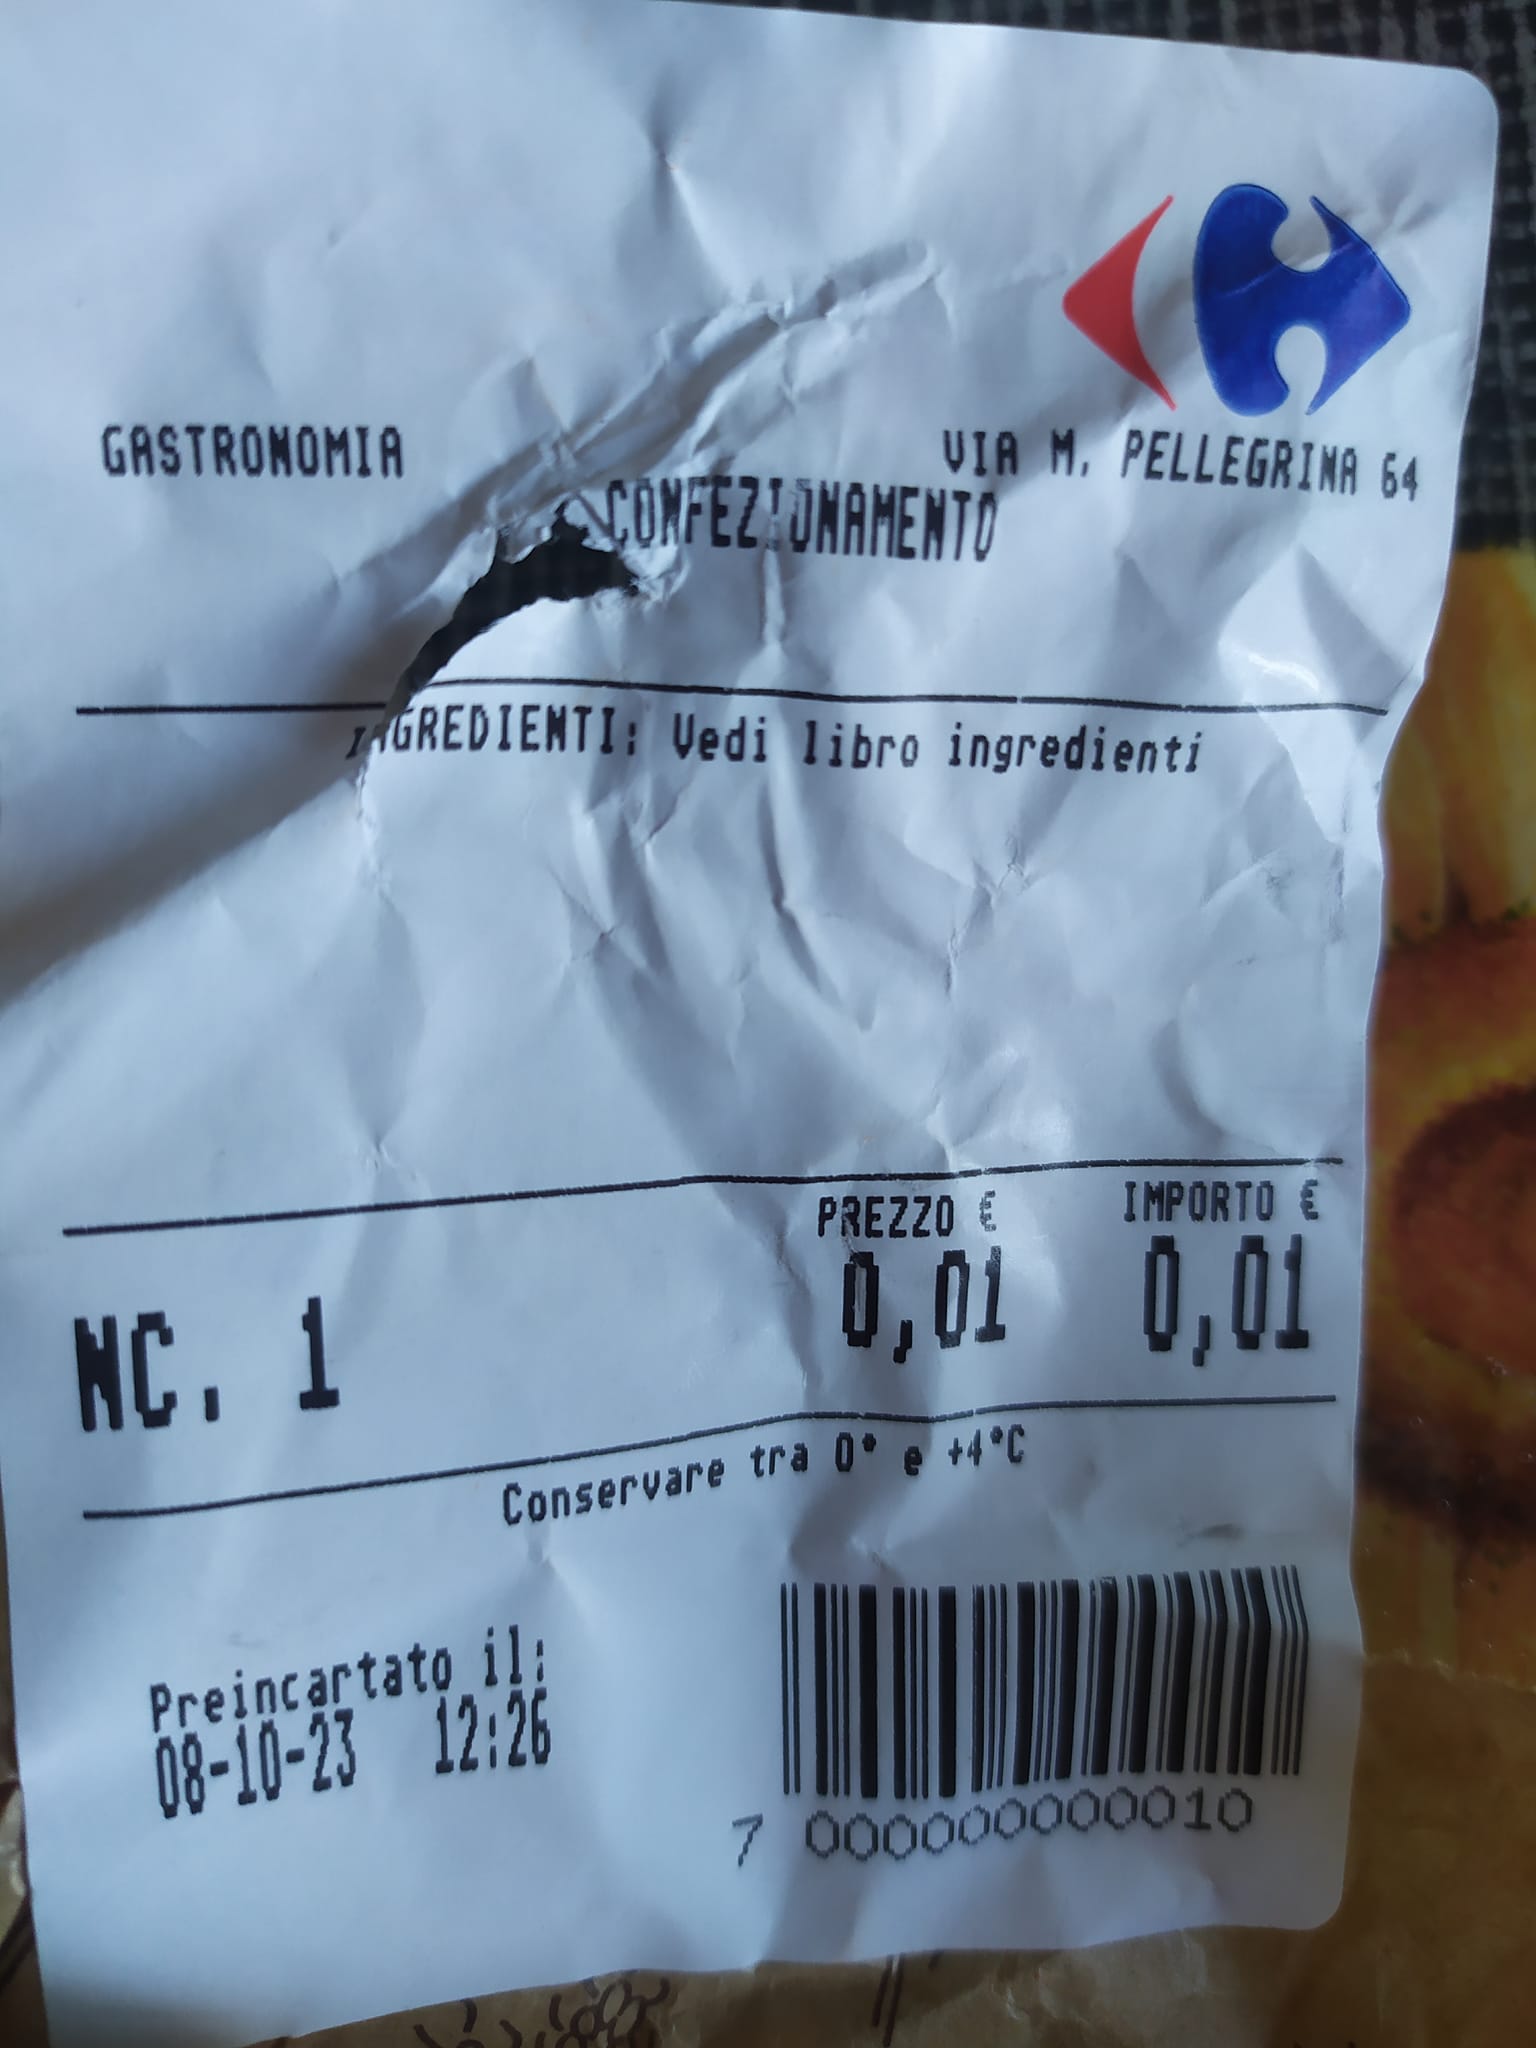 GASTRONOMIA
VIA M. PELLEGRINA 64
CONFEZIONAMENTO
INGREDIENTI: Vedi libro ingredienti
PREZZO € IMPORTO €
NC. 1 0,01 0,01
Conservare tra 0° e +4°C
Preincartato il:
08-10-23 12:26
7 000000000010